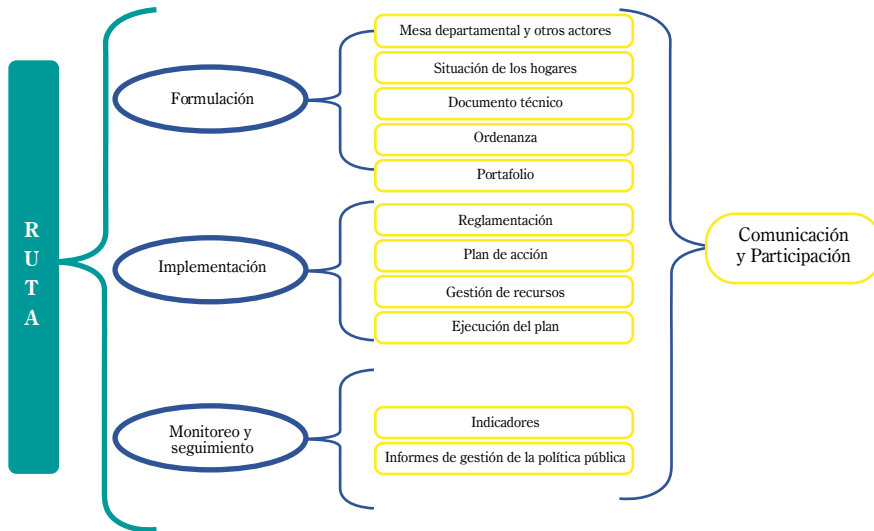 RUTA
Formulación
Mesa departamental y otros actores
Situación de los hogares
Documento técnico
Ordenanza
Portafolio
Implementación
Reglamentación
Plan de acción
Gestión de recursos
Ejecución del plan
Monitoreo y
seguimiento
Indicadores
Informes de gestión de la política pública
Comunicación
y Participación